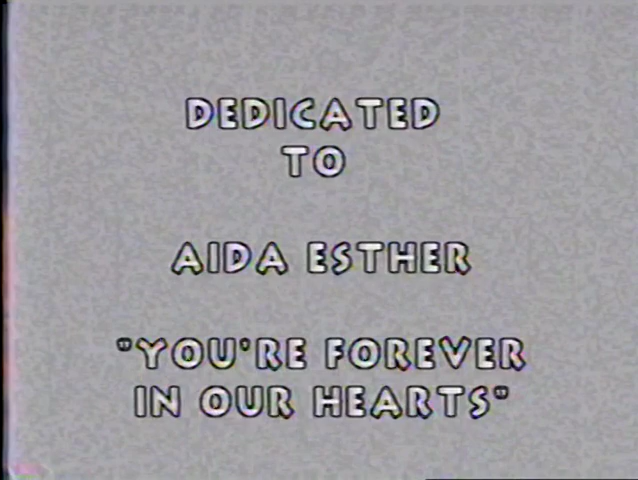 DEDICATED
TO
AIDA ESTHER
"YOU'RE FOREVER
IN OUR HEARTS"